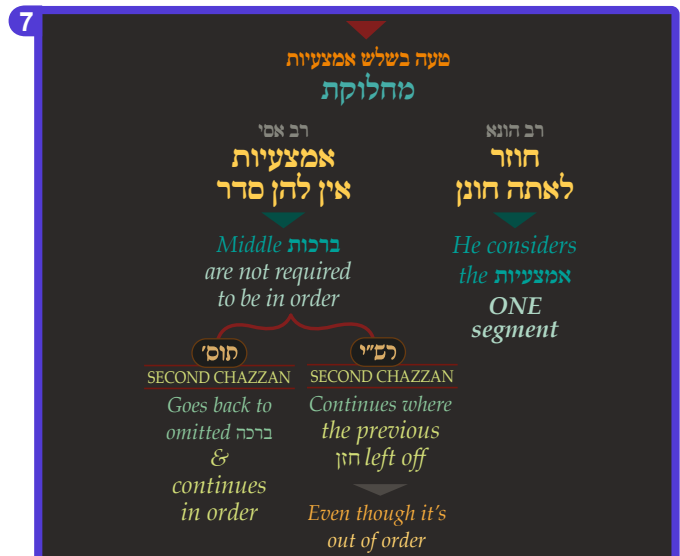 7
טעה בשלש אמצעיות
מחלוקת
רב הונא
חוזר
לאתה חונן
He considers
the אמצעיות
ONE
segment
רב אסי
אמצעיות
אין להן סדר
Middle ברכות
are not required
to be in order
רש״י
SECOND CHAZZAN
Continues where
the previous
חזן left off
Even though it's
out of order
תוס׳
SECOND CHAZZAN
Goes back to
omitted ברכה
&
continues
in order